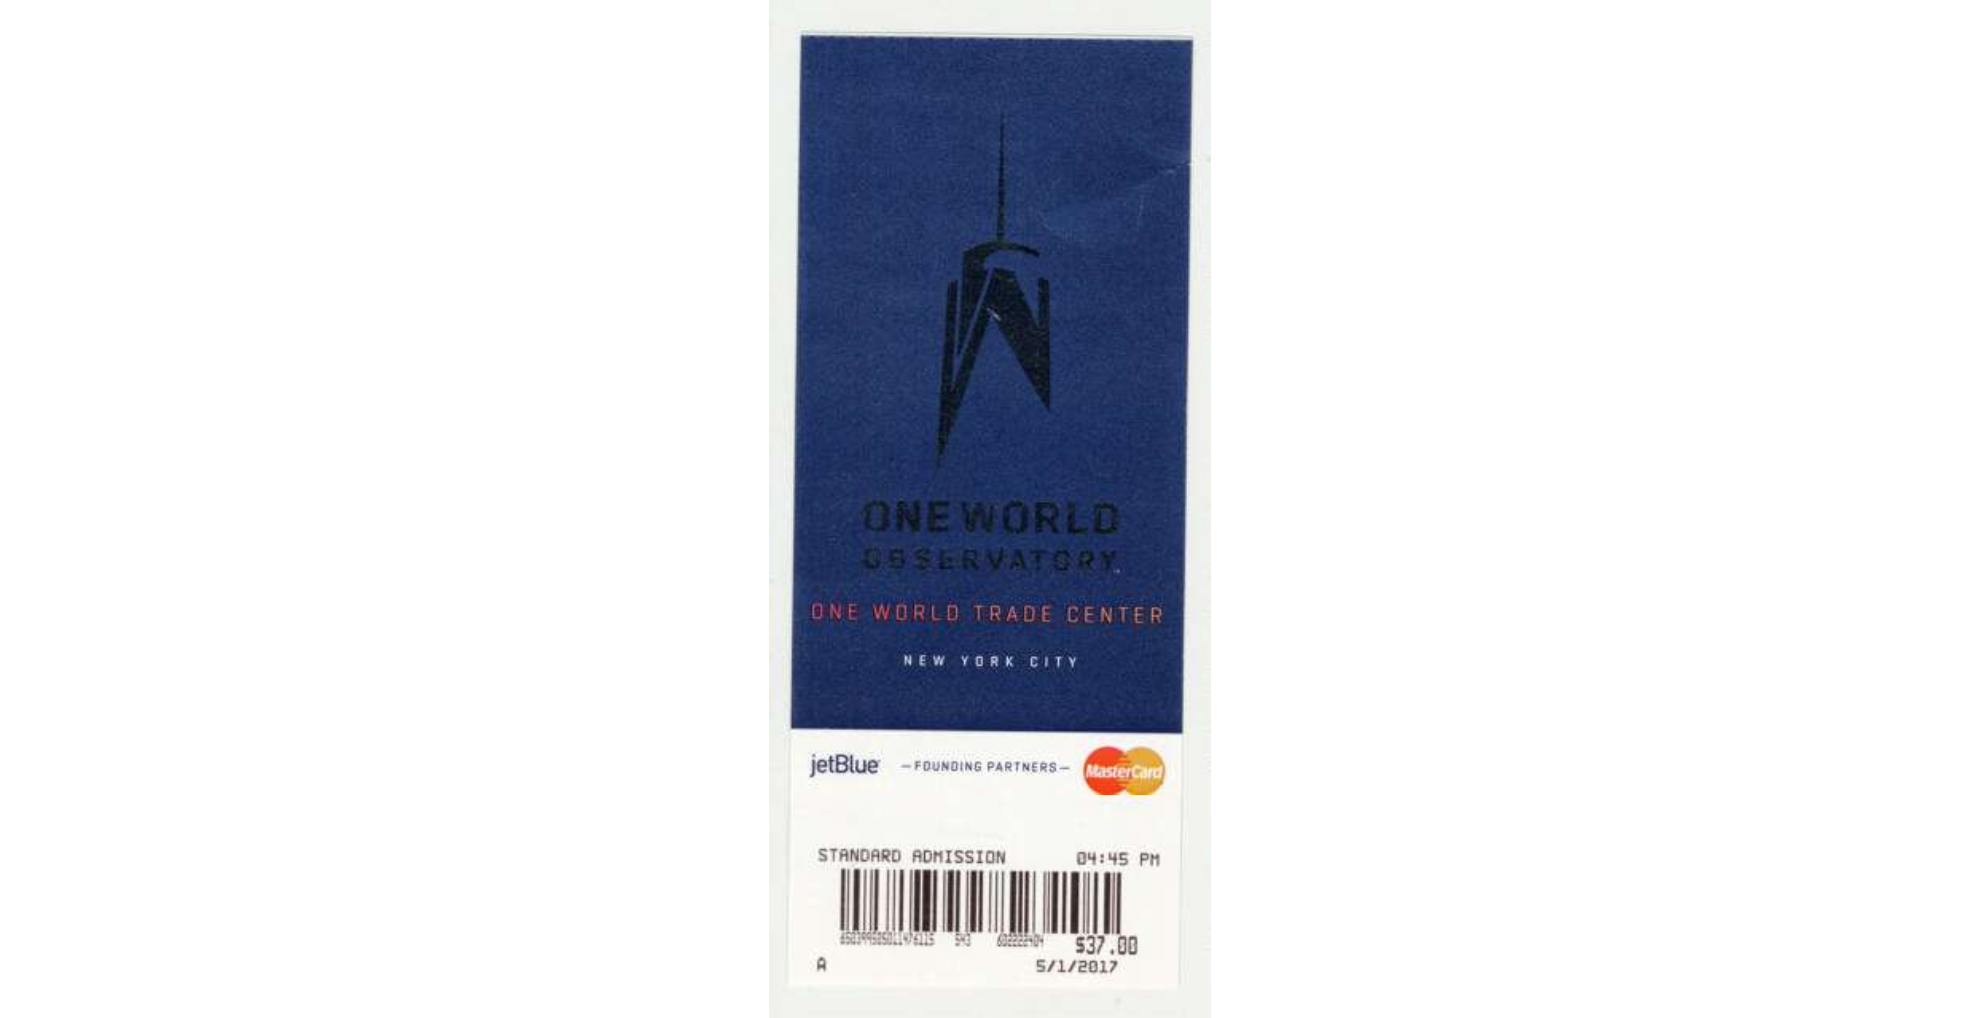 ONE WORLD
OBSERVATORY
ONE WORLD TRADE CENTER
NEW YORK CITY
jetBlue —FOUNDING PARTNERS— MasterCard
STANDARD ADMISSION 04:45 PM
543
$37.00
A 5/1/2017